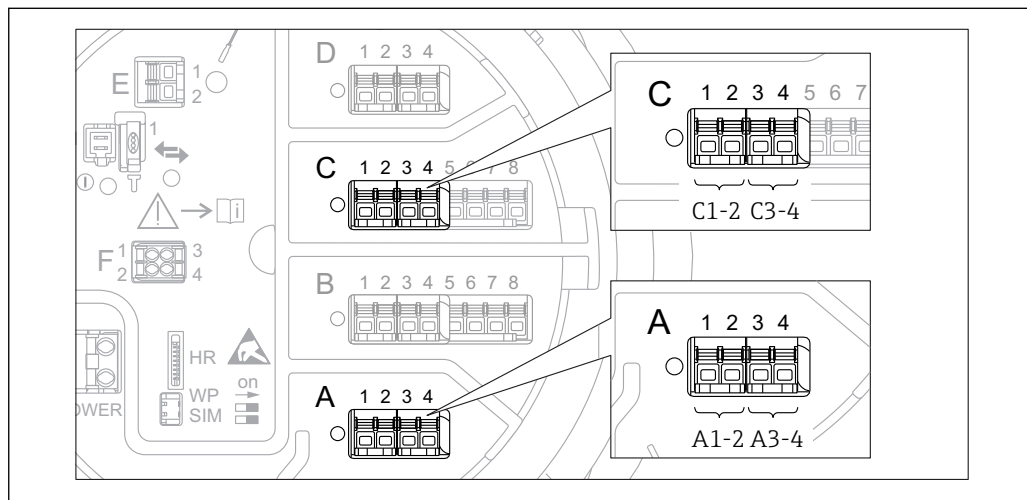 D 1 2 3 4
E 1
2
1
C 1 2 3 4 5 6 7 8
C 1 2 3 4 5 6 7
C1-2 C3-4
i
F 1 2 3 4
B 1 2 3 4 5 6 7 8
A 1 2 3 4
A1-2 A3-4
HR
on
WP
SIM
OWER
A 1 2 3 4